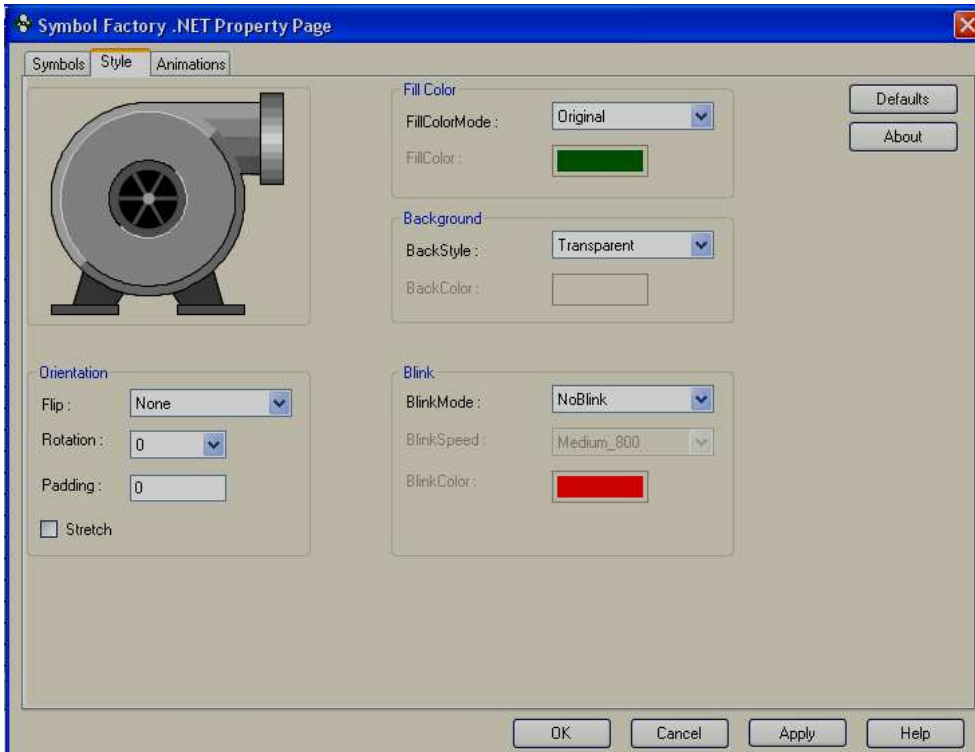 Symbol Factory .NET Property Page
Symbols Style Animations
Fill Color
FillColorMode : Original
FillColor :
Defaults
About
Background
BackStyle : Transparent
BackColor :
Orientation
Flip : None
Rotation : 0
Padding : 0
Stretch
Blink
BlinkMode : NoBlink
BlinkSpeed : Medium_800
BlinkColor :
OK Cancel Apply Help